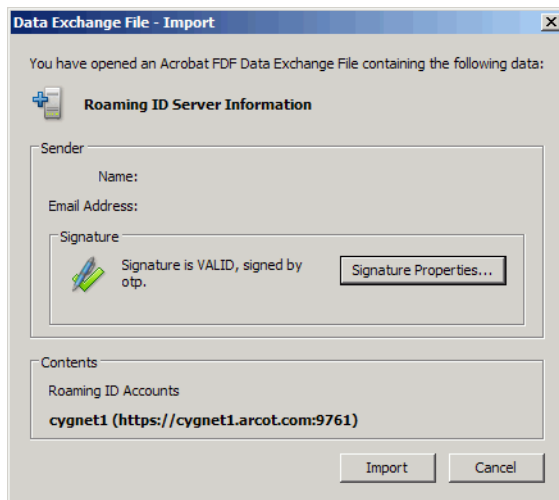 Data Exchange File - Import
You have opened an Acrobat FDF Data Exchange File containing the following data:
Roaming ID Server Information
Sender
Name:
Email Address:
Signature
Signature is VALID, signed by
otp.
Signature Properties...
Contents
Roaming ID Accounts
cygnet1 (https://cygnet1.arcot.com:9761)
Import
Cancel